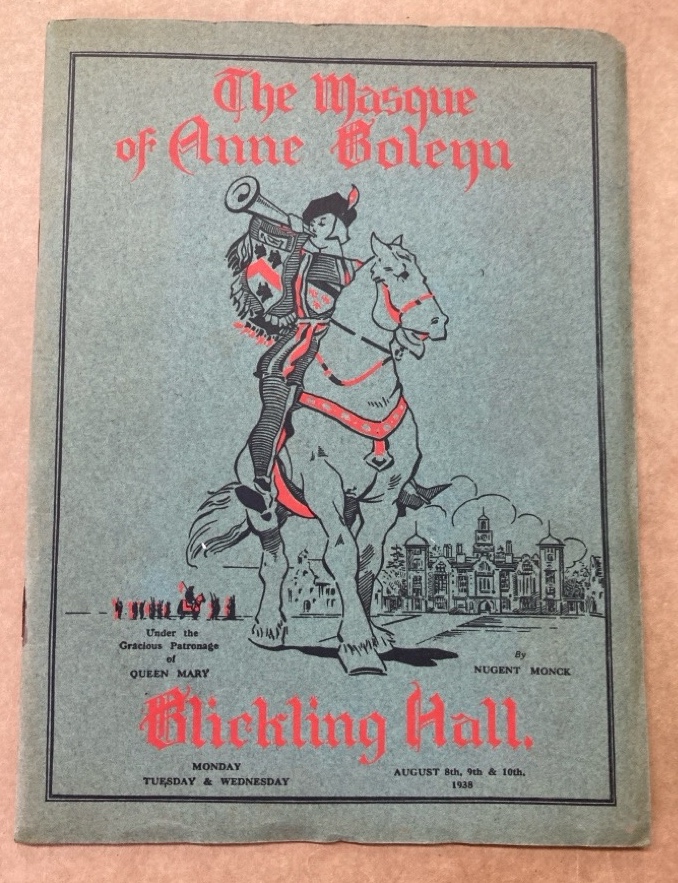 The Masque
of Anne Boleyn
Under the
Gracious Patronage
of
QUEEN MARY
By
NUGENT MONCK
Blickling Hall.
MONDAY
TUESDAY & WEDNESDAY
AUGUST 8th, 9th & 10th,
1938